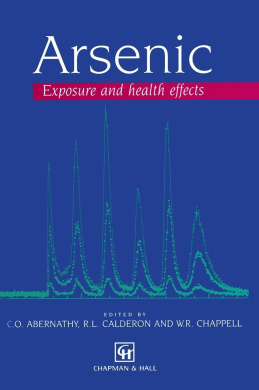 Arsenic
Exposure and health effects
EDITED BY
C.O. ABERNATHY, R.L. CALDERON AND W.R. CHAPPELL
CHAPMAN & HALL